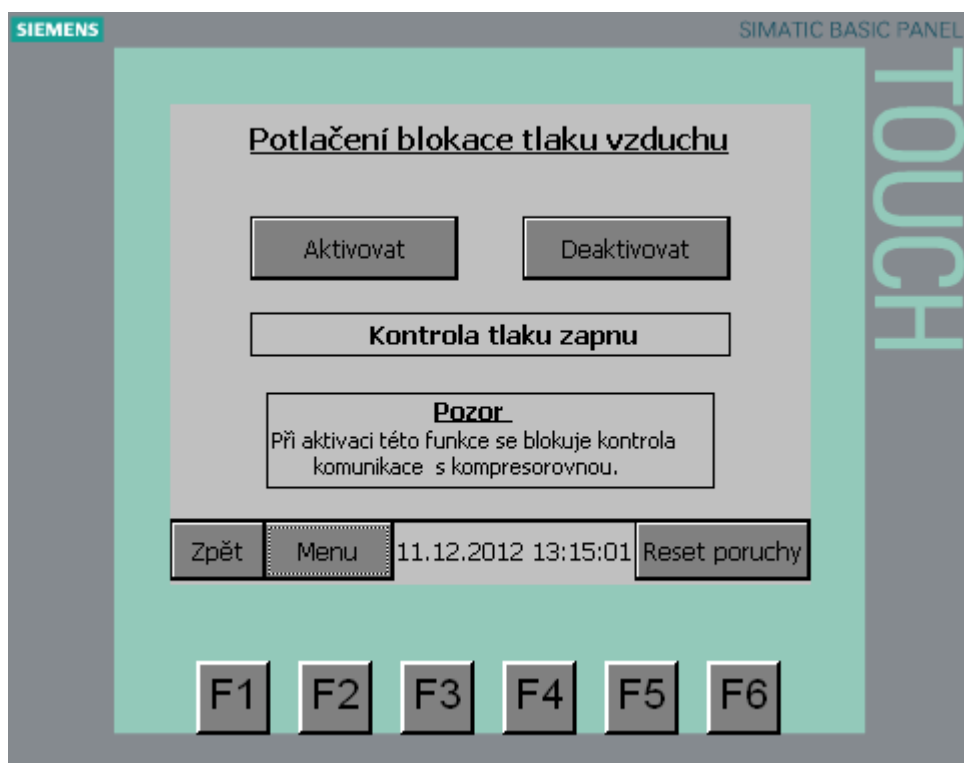 SIEMENS
SIMATIC BASIC PANEL
TOUCH
Potlačení blokace tlaku vzduchu
Aktivovat
Deaktivovat
Kontrola tlaku zapnu
Pozor
Při aktivaci této funkce se blokuje kontrola
komunikace s kompresorovnou.
Zpět
Menu
11.12.2012 13:15:01
Reset poruchy
F1
F2
F3
F4
F5
F6